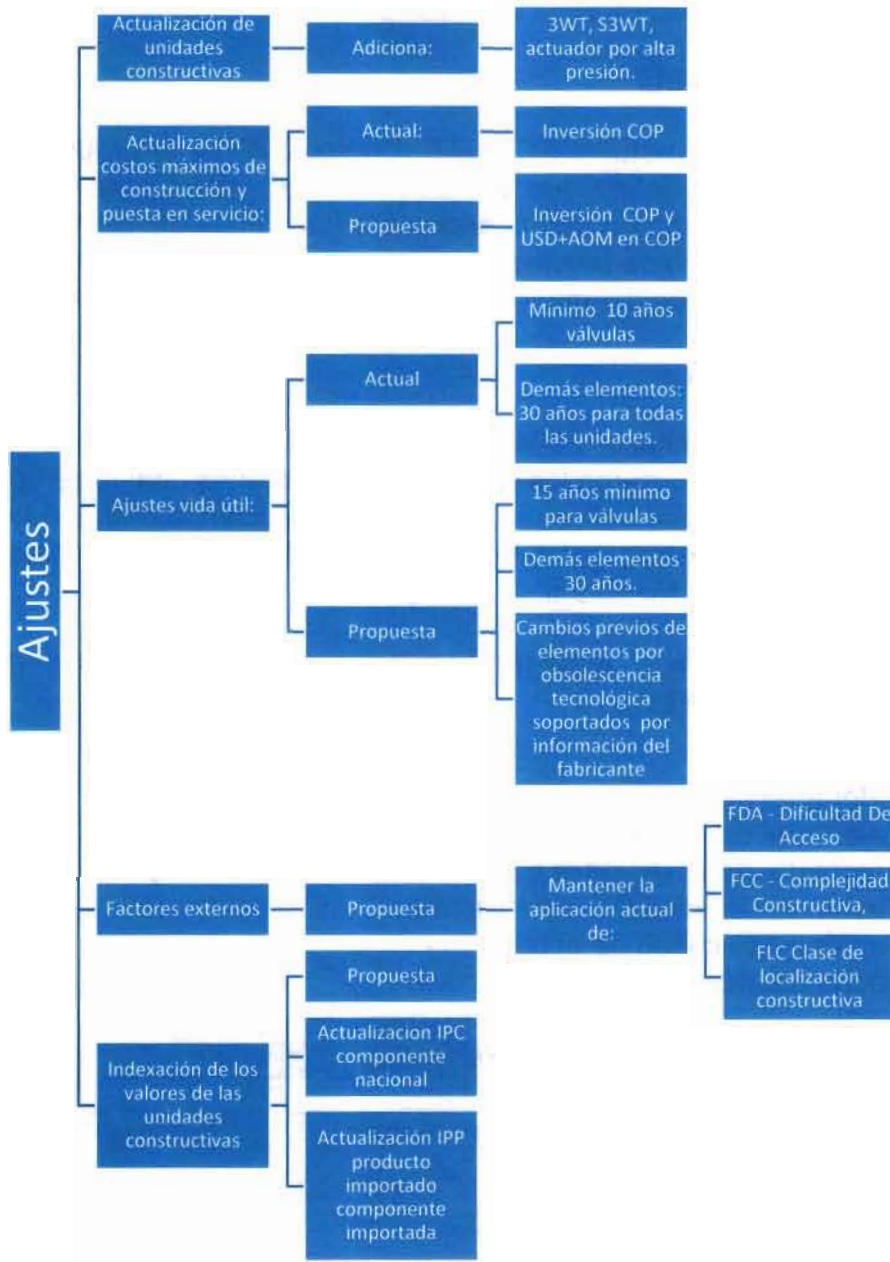 Ajustes
Actualización de
unidades
constructivas
Adiciona:
3WT, S3WT,
actuador por alta
presión.
Actualización
costos máximos de
construcción y
puesta en servicio:
Actual:
Inversión COP
Propuesta
Inversión COP y
USD+AOM en COP
Ajustes vida útil:
Actual
Mínimo 10 años
válvulas
Demás elementos:
30 años para todas
las unidades.
Propuesta
15 años mínimo
para válvulas
Demás elementos
30 años.
Cambios previos de
elementos por
obsolescencia
tecnológica
soportados por
información del
fabricante
Factores externos
Propuesta
Mantener la
aplicación actual
de:
FDA - Dificultad De
Acceso
FCC - Complejidad
Constructiva,
FLC Clase de
localización
constructiva
Indexación de los
valores de las
unidades
constructivas
Propuesta
Actualizacion IPC
componente
nacional
Actualización IPP
producto
importado
componente
importada